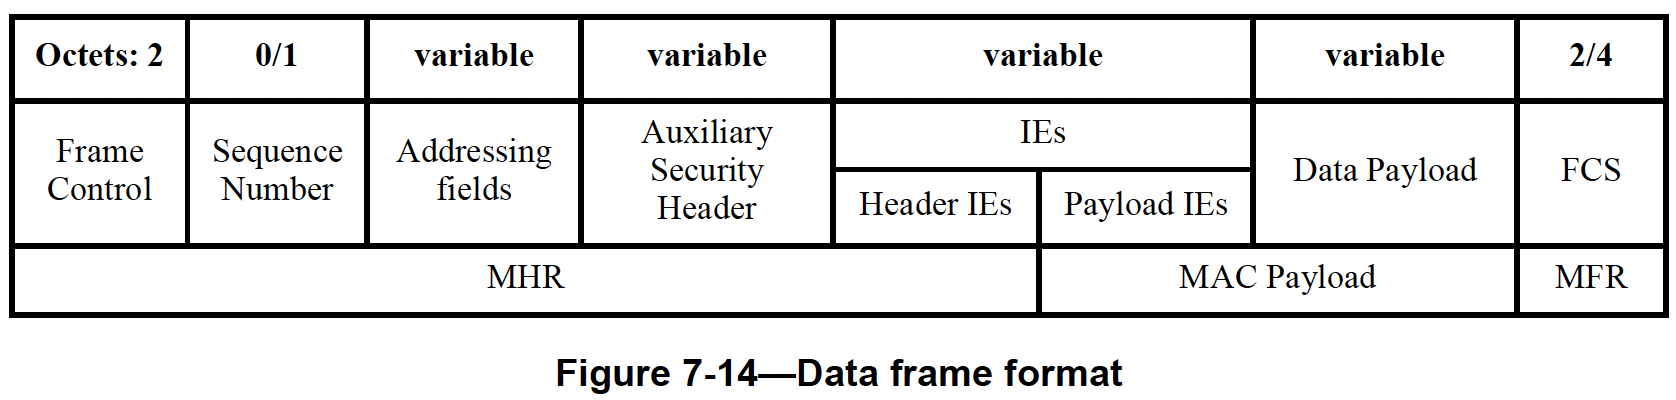 Octets: 2 0/1 variable variable variable variable 2/4
Frame Control
Sequence Number
Addressing fields
Auxiliary Security Header
IEs
Header IEs
Payload IEs
Data Payload
FCS
MHR MAC Payload MFR
Figure 7-14—Data frame format